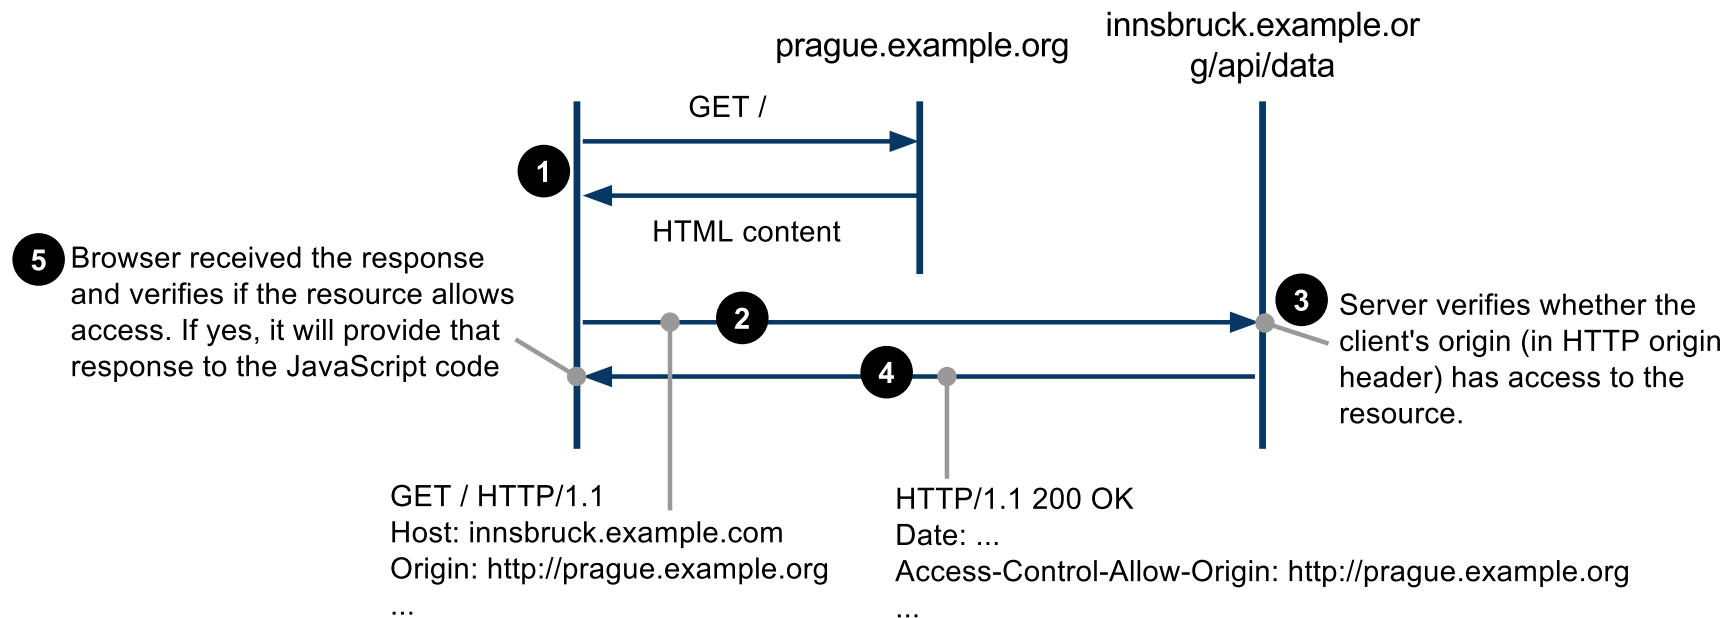 prague.example.org
innsbruck.example.or
g/api/data
GET /
1
HTML content
5
Browser received the response
and verifies if the resource allows
access. If yes, it will provide that
response to the JavaScript code
2
3
Server verifies whether the
client's origin (in HTTP origin
header) has access to the
resource.
4
GET / HTTP/1.1
Host: innsbruck.example.com
Origin: http://prague.example.org
...
HTTP/1.1 200 OK
Date: ...
Access-Control-Allow-Origin: http://prague.example.org
...